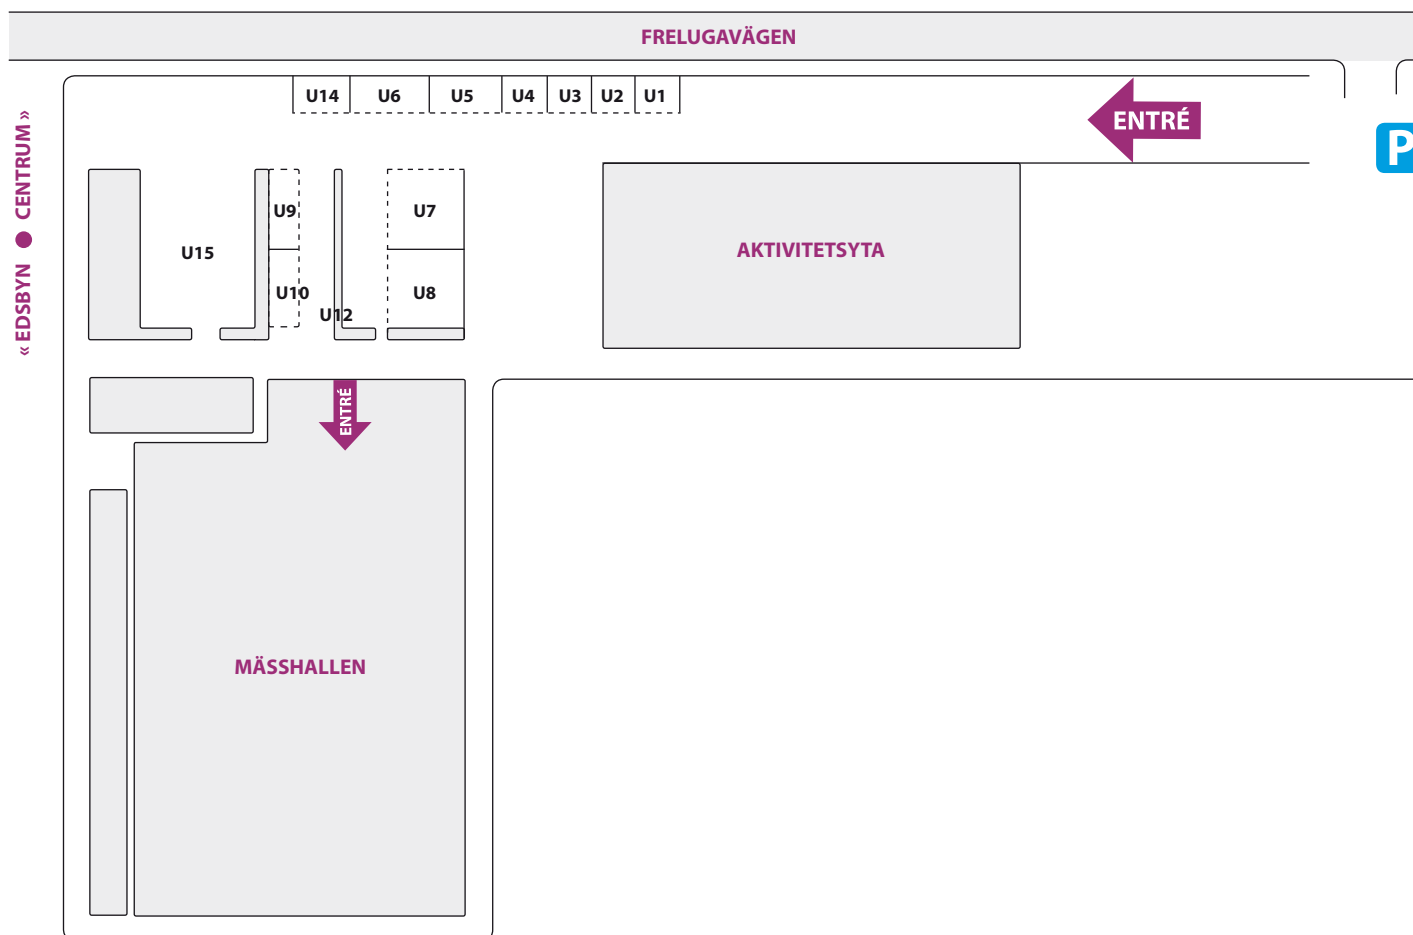 FRELUGAVÄGEN
U14 U6 U5 U4 U3 U2 U1
ENTRÉ
P
« EDSBYN ● CENTRUM »
U9
U7
U15
AKTIVITETSYTA
U10
U8
U12
ENTRÉ
MÄSSHALLEN